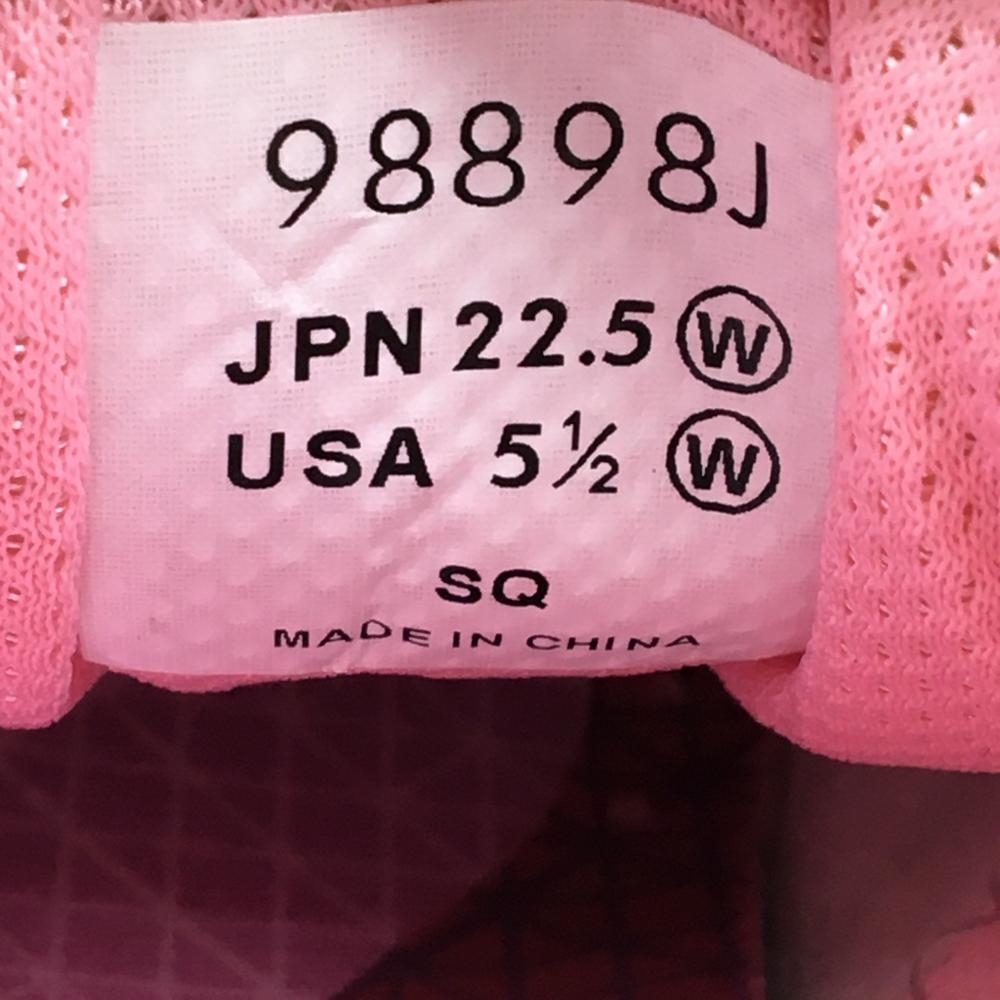 98898J
JPN 22.5 Ⓦ
USA 5½ Ⓦ
SQ
MADE IN CHINA